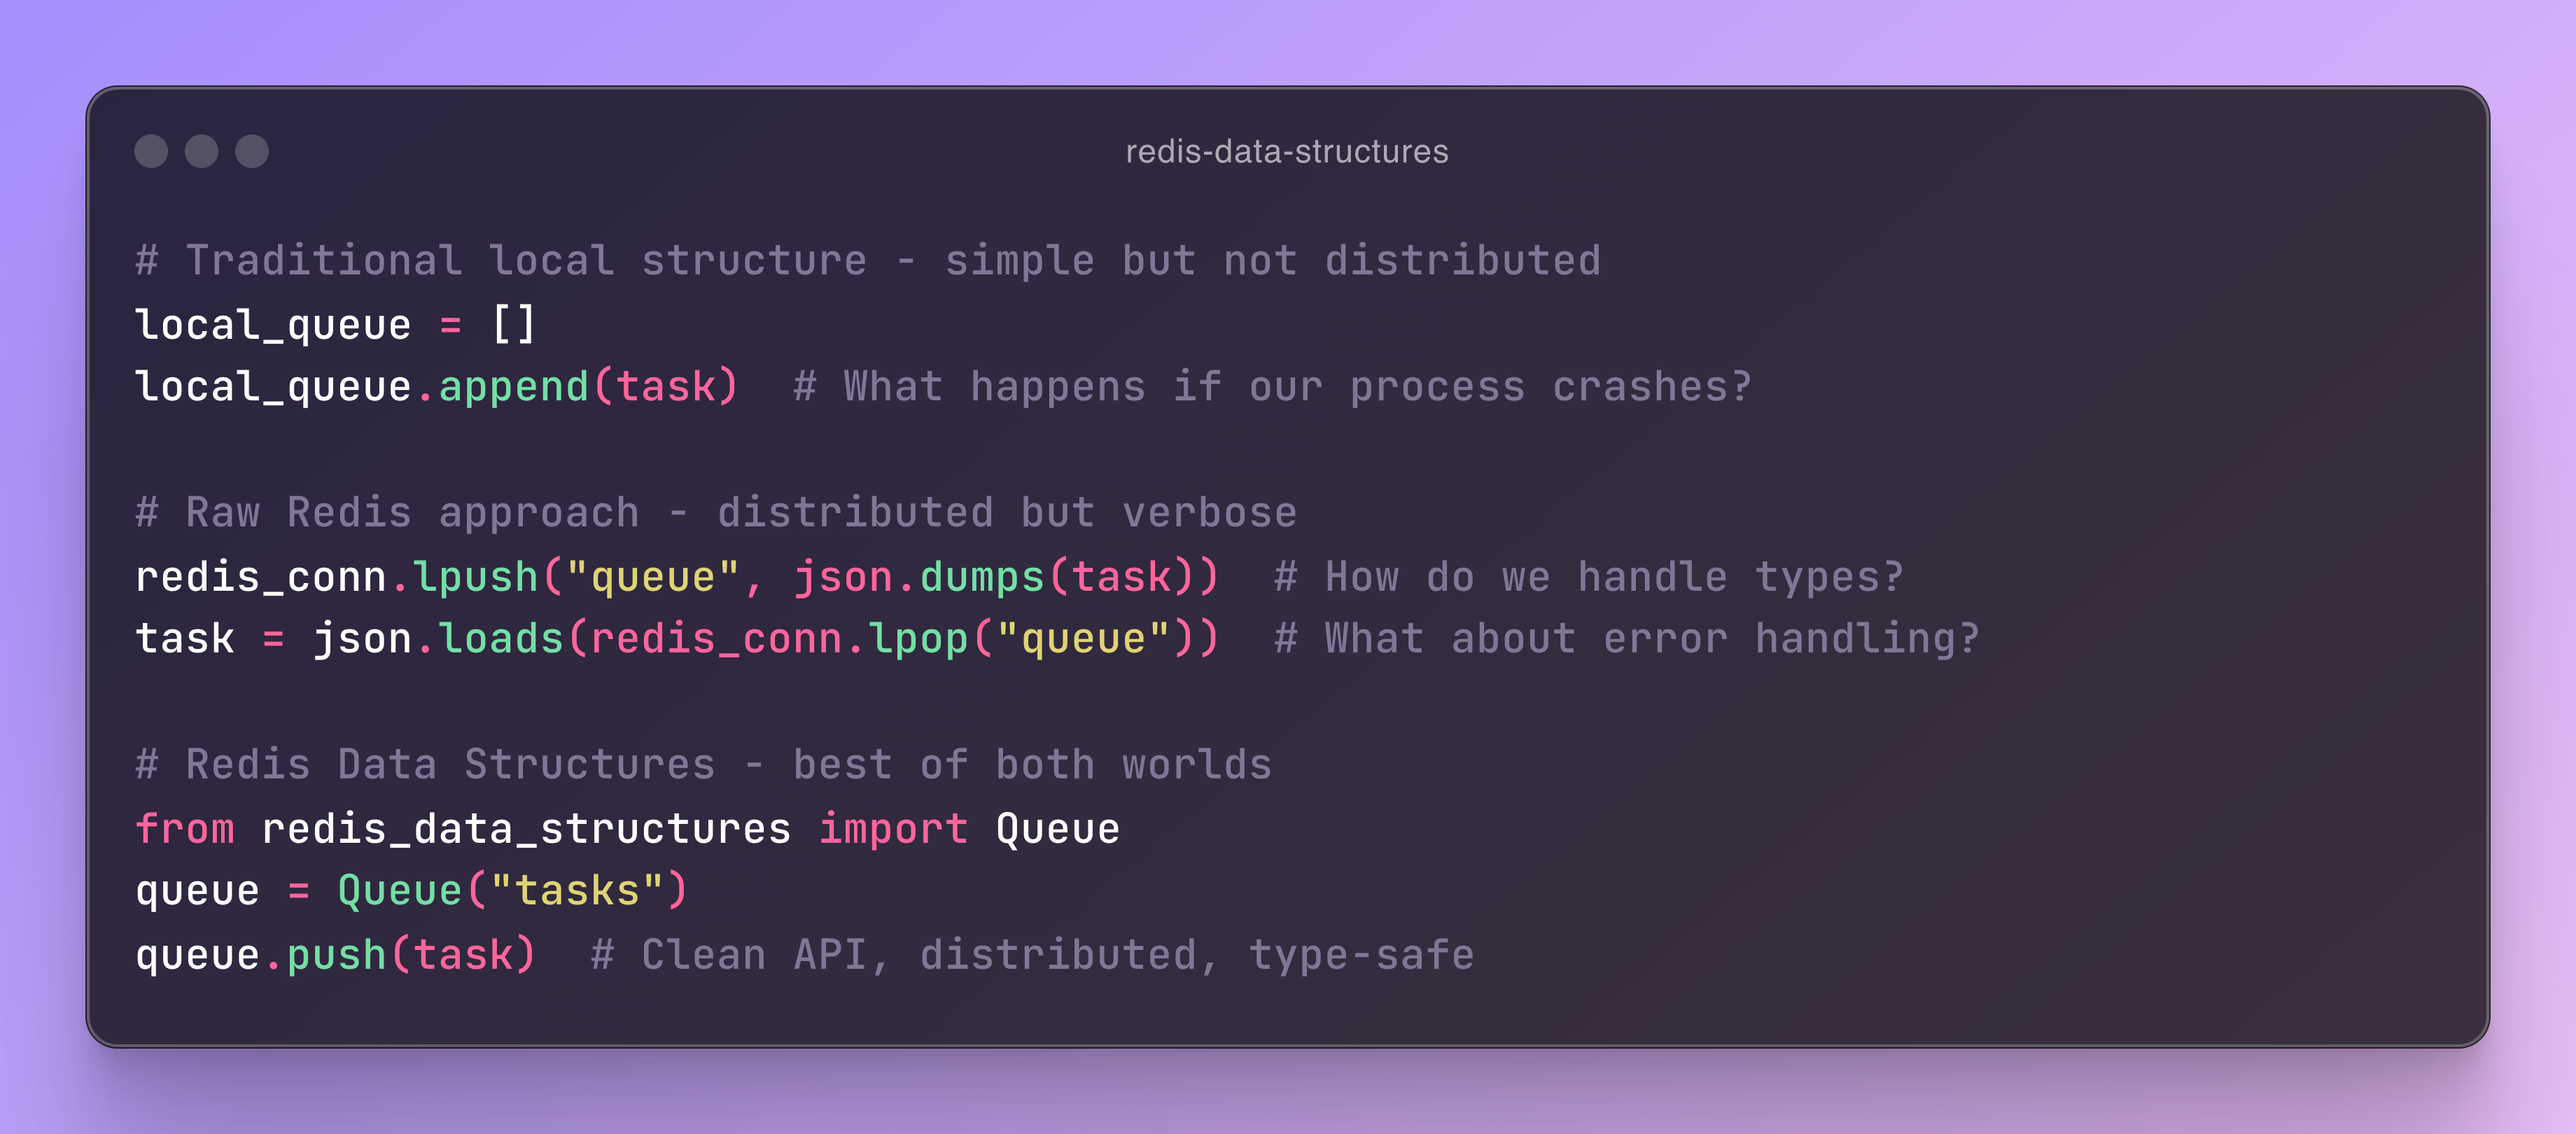 redis-data-structures
# Traditional local structure - simple but not distributed
local_queue = []
local_queue.append(task)  # What happens if our process crashes?
# Raw Redis approach - distributed but verbose
redis_conn.lpush("queue", json.dumps(task))  # How do we handle types?
task = json.loads(redis_conn.lpop("queue"))  # What about error handling?
# Redis Data Structures - best of both worlds
from redis_data_structures import Queue
queue = Queue("tasks")
queue.push(task)  # Clean API, distributed, type-safe